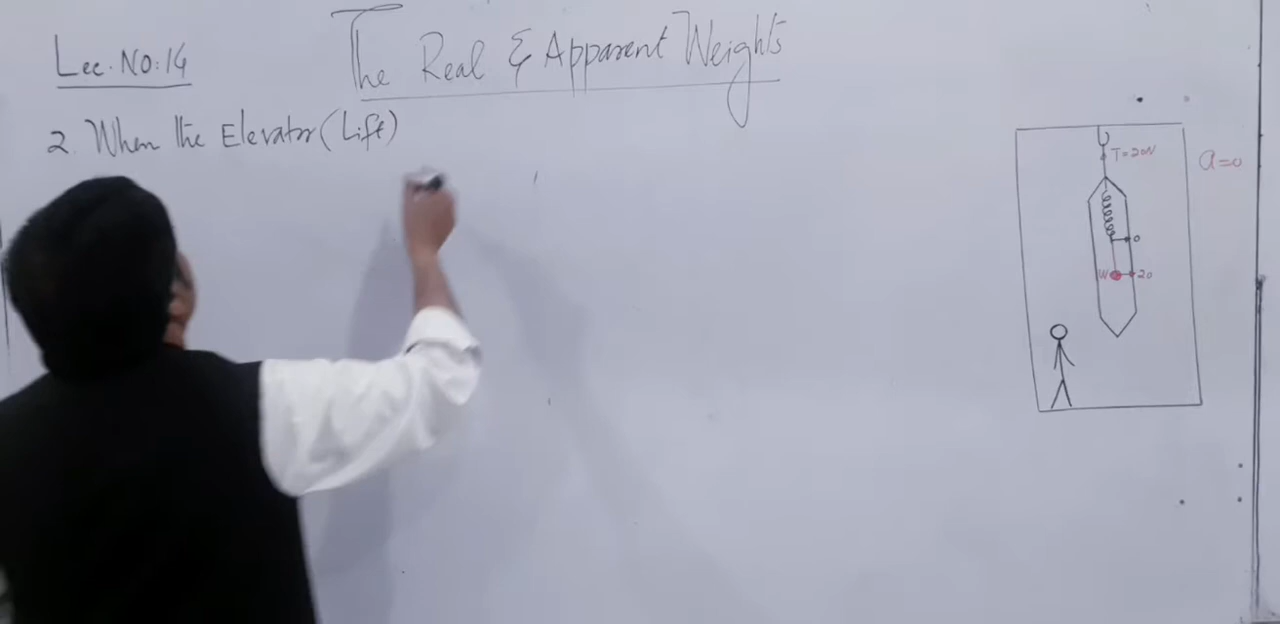 Lec. No: 14
The Real & Apparent Weights
2. When the Elevator (Lift)
T=20N
a=0
0
W
20